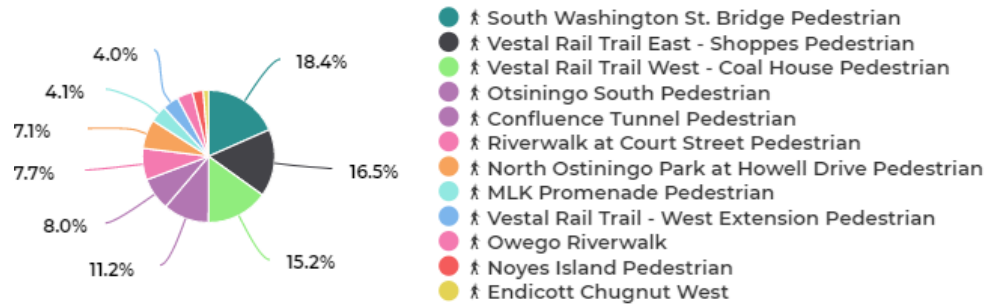 4.0%
18.4%
4.1%
7.1%
7.7%
16.5%
8.0%
15.2%
11.2%
South Washington St. Bridge Pedestrian
Vestal Rail Trail East - Shoppes Pedestrian
Vestal Rail Trail West - Coal House Pedestrian
Otsiningo South Pedestrian
Confluence Tunnel Pedestrian
Riverwalk at Court Street Pedestrian
North Ostiningo Park at Howell Drive Pedestrian
MLK Promenade Pedestrian
Vestal Rail Trail - West Extension Pedestrian
Owego Riverwalk
Noyes Island Pedestrian
Endicott Chugnut West